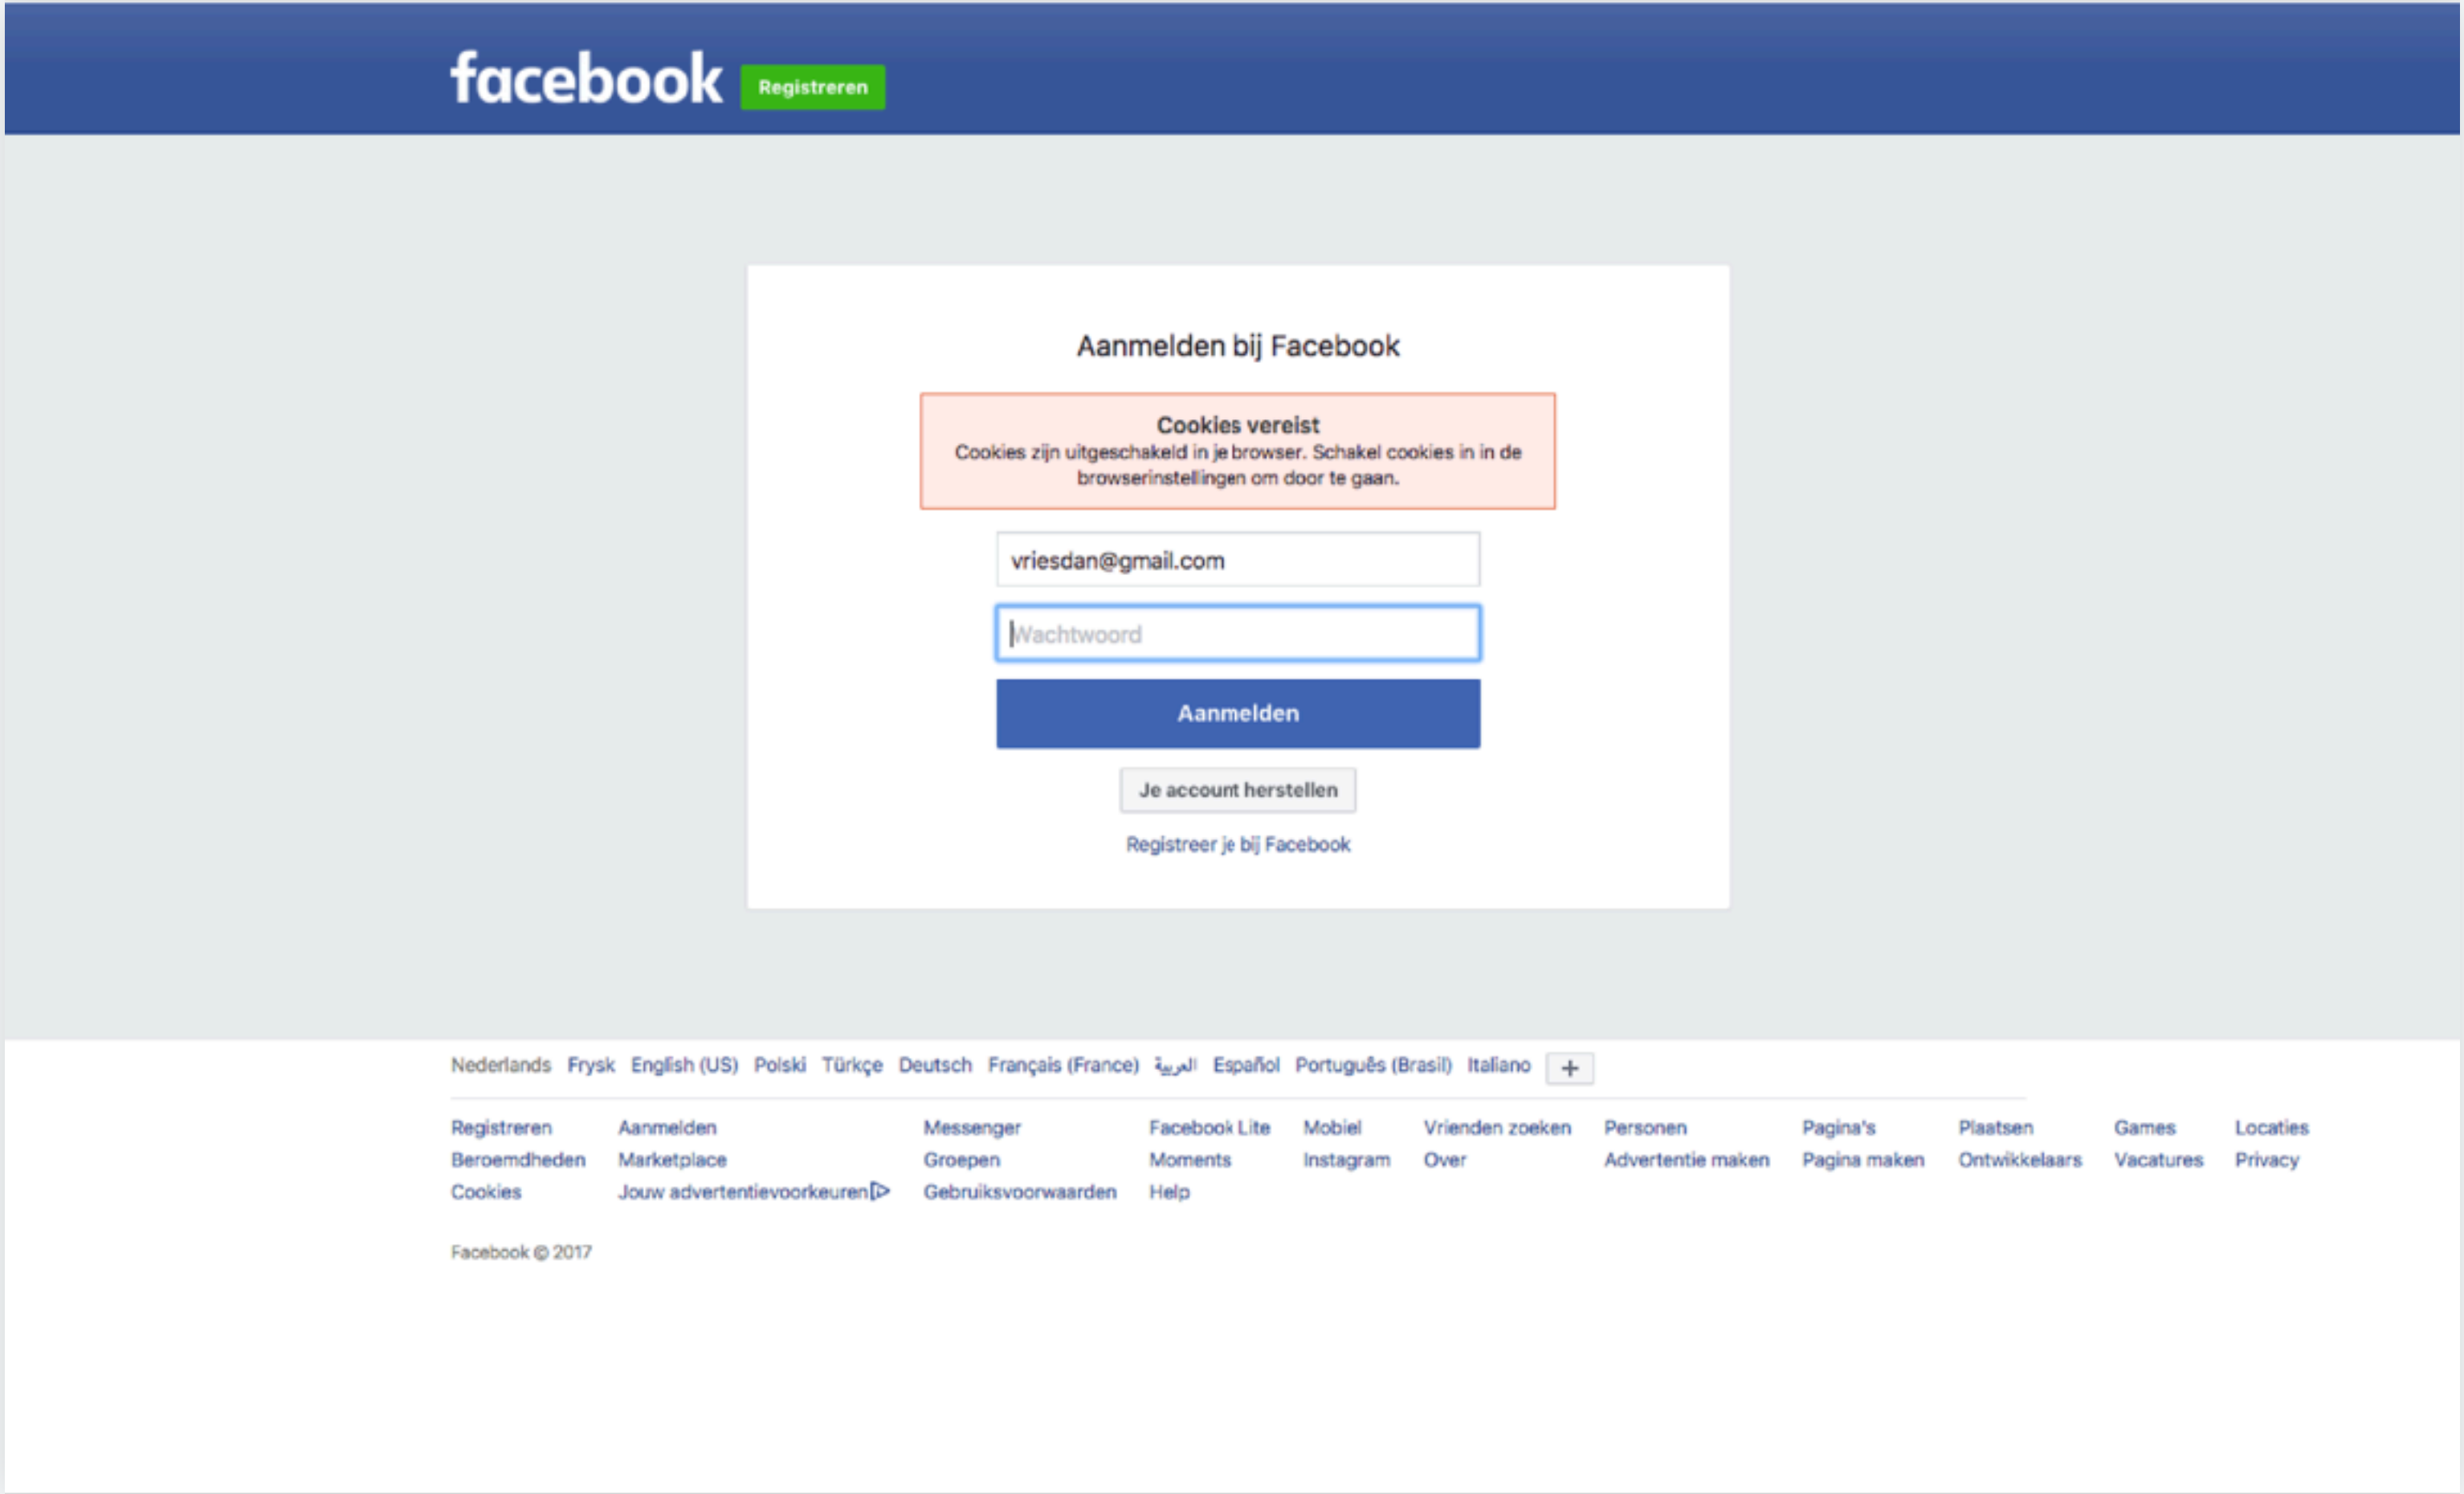 facebook Registreren
Aanmelden bij Facebook
Cookies vereist
Cookies zijn uitgeschakeld in je browser. Schakel cookies in in de
browserinstellingen om door te gaan.
vriesdan@gmail.com
Wachtwoord
Aanmelden
Je account herstellen
Registreer je bij Facebook
Nederlands Frysk English (US) Polski Türkçe Deutsch Français (France) العربية Español Português (Brasil) Italiano +
Registreren Aanmelden Messenger Facebook Lite Mobiel Vrienden zoeken Personen Pagina's Plaatsen Games Locaties
Beroemdheden Marketplace Groepen Moments Instagram Over Advertentie maken Pagina maken Ontwikkelaars Vacatures Privacy
Cookies Jouw advertentievoorkeuren Gebruiksvoorwaarden Help
Facebook © 2017